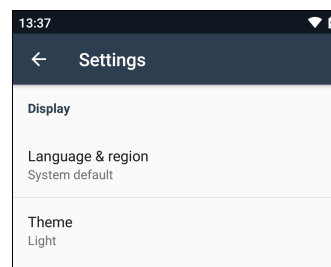 13:37
Settings
Display
Language & region
System default
Theme
Light